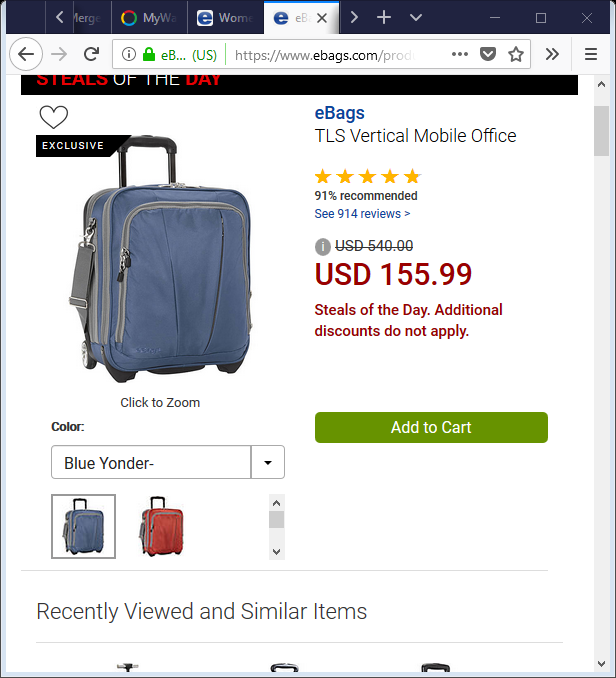 Merge
MyWa
Wome
eBa
eB... (US)
https://www.ebags.com/prod
STEALS OF THE DAY
EXCLUSIVE
eBags
TLS Vertical Mobile Office
91% recommended
See 914 reviews >
i USD 540.00
USD 155.99
Steals of the Day. Additional
discounts do not apply.
Click to Zoom
Color:
Add to Cart
Blue Yonder-
Recently Viewed and Similar Items